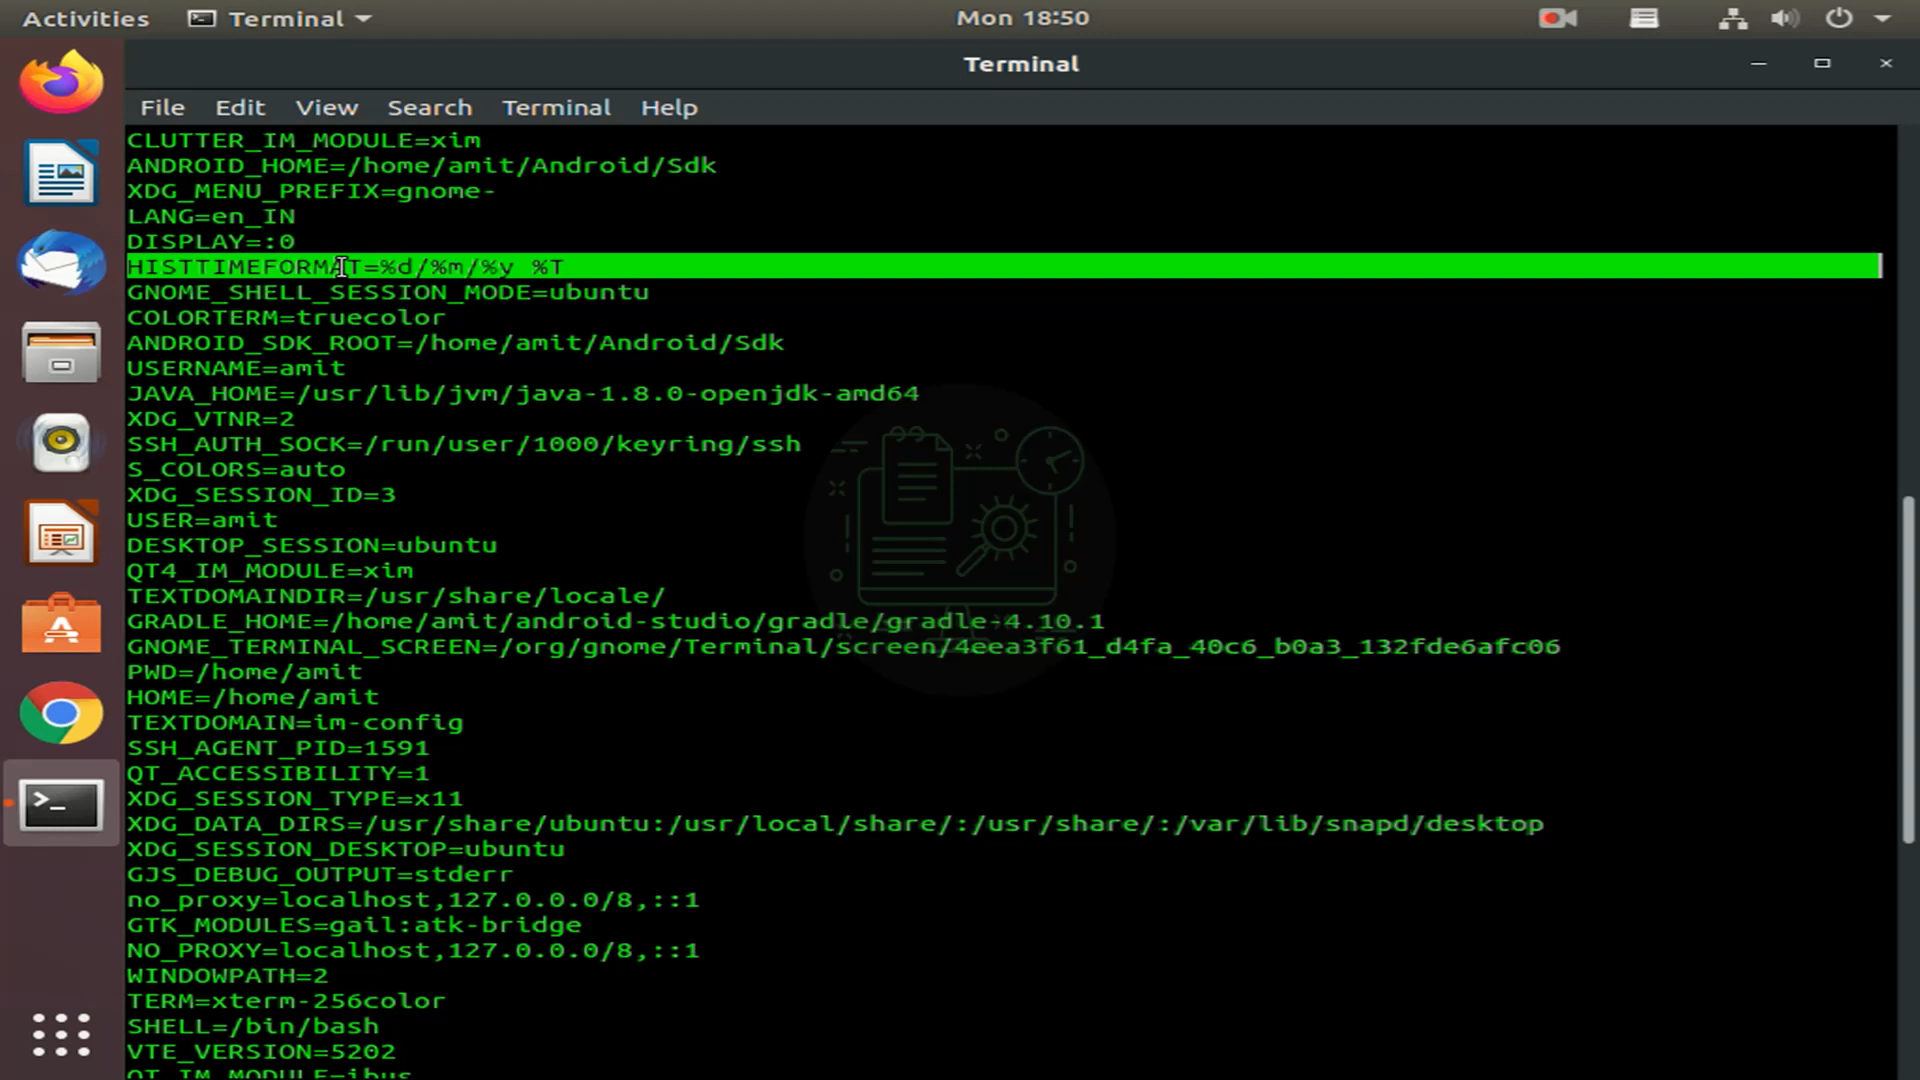 Activities
Terminal
Mon 18:50
Terminal
File Edit View Search Terminal Help
CLUTTER_IM_MODULE=xim
ANDROID_HOME=/home/amit/Android/Sdk
XDG_MENU_PREFIX=gnome-
LANG=en_IN
DISPLAY=:0
HISTTIMEFORMAT=%d/%m/%y %T
GNOME_SHELL_SESSION_MODE=ubuntu
COLORTERM=truecolor
ANDROID_SDK_ROOT=/home/amit/Android/Sdk
USERNAME=amit
JAVA_HOME=/usr/lib/jvm/java-1.8.0-openjdk-amd64
XDG_VTNR=2
SSH_AUTH_SOCK=/run/user/1000/keyring/ssh
S_COLORS=auto
XDG_SESSION_ID=3
USER=amit
DESKTOP_SESSION=ubuntu
QT4_IM_MODULE=xim
TEXTDOMAINDIR=/usr/share/locale/
GRADLE_HOME=/home/amit/android-studio/gradle/gradle-4.10.1
GNOME_TERMINAL_SCREEN=/org/gnome/Terminal/screen/4eea3f61_d4fa_40c6_b0a3_132fde6afc06
PWD=/home/amit
HOME=/home/amit
TEXTDOMAIN=im-config
SSH_AGENT_PID=1591
QT_ACCESSIBILITY=1
XDG_SESSION_TYPE=x11
XDG_DATA_DIRS=/usr/share/ubuntu:/usr/local/share/:/usr/share/:/var/lib/snapd/desktop
XDG_SESSION_DESKTOP=ubuntu
GJS_DEBUG_OUTPUT=stderr
no_proxy=localhost,127.0.0.0/8,::1
GTK_MODULES=gail:atk-bridge
NO_PROXY=localhost,127.0.0.0/8,::1
WINDOWPATH=2
TERM=xterm-256color
SHELL=/bin/bash
VTE_VERSION=5202
QT_IM_MODULE=ibus